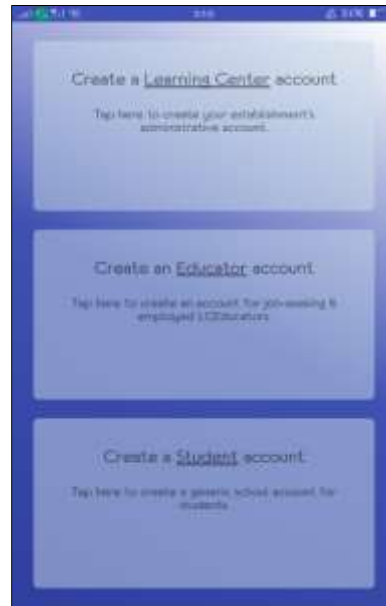 Create a Learning Center account
Tap here to create your establishment's
administrative account.
Create an Educator account
Tap here to create an account for job-seeking &
employed LCEducators
Create a Student account
Tap here to create a generic school account for
students